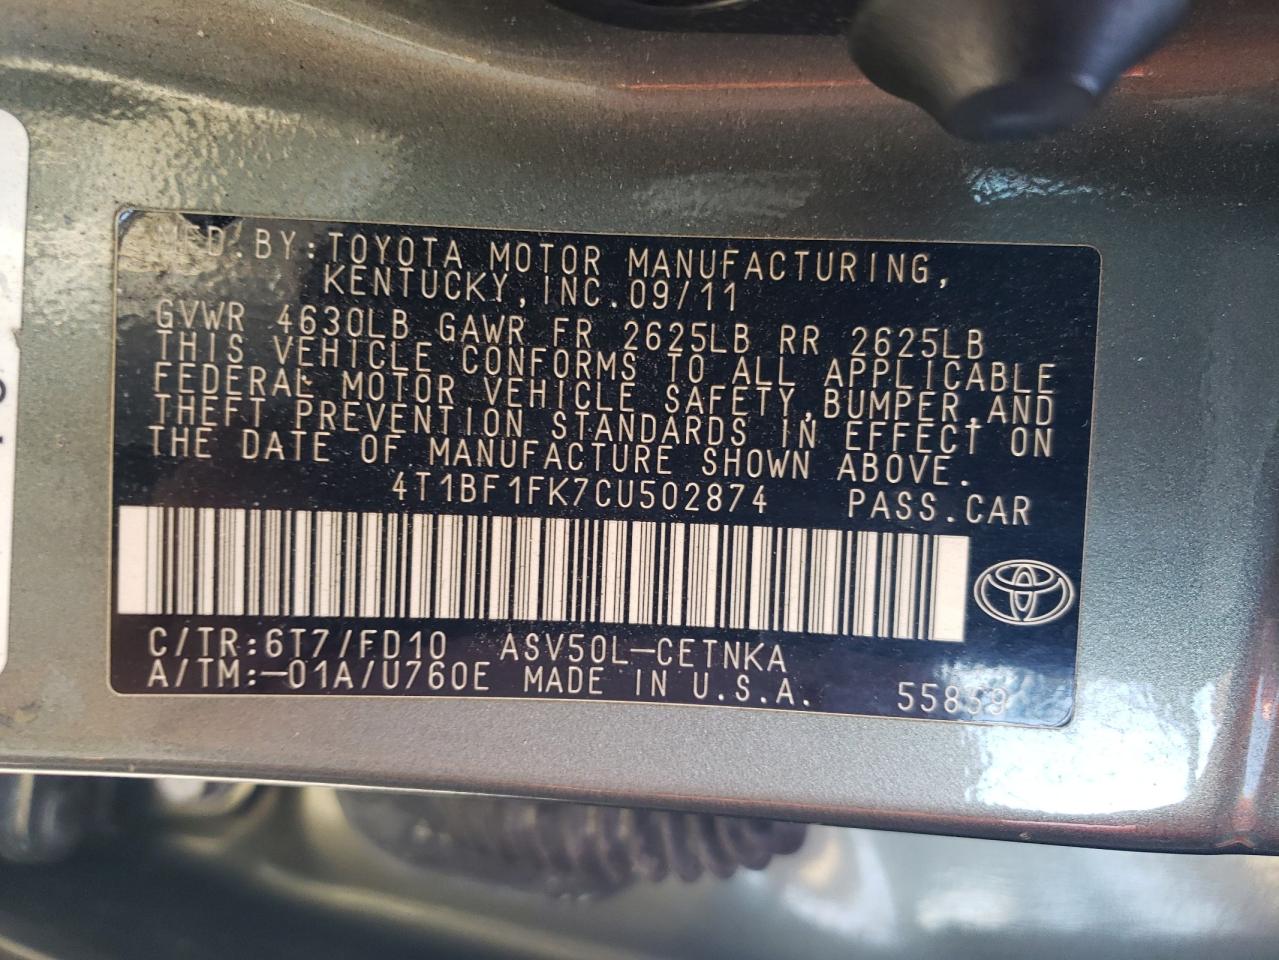 MFD. BY: TOYOTA MOTOR MANUFACTURING,
KENTUCKY, INC. 09/11
GVWR 4630LB GAWR FR 2625LB RR 2625LB
THIS VEHICLE CONFORMS TO ALL APPLICABLE
FEDERAL MOTOR VEHICLE SAFETY, BUMPER, AND
THEFT PREVENTION STANDARDS IN EFFECT ON
THE DATE OF MANUFACTURE SHOWN ABOVE.
4T1BF1FK7CU502874 PASS. CAR
C/TR: 6T7/FD10 ASV50L-CETNKA
A/TM: -01A/U760E MADE IN U.S.A.